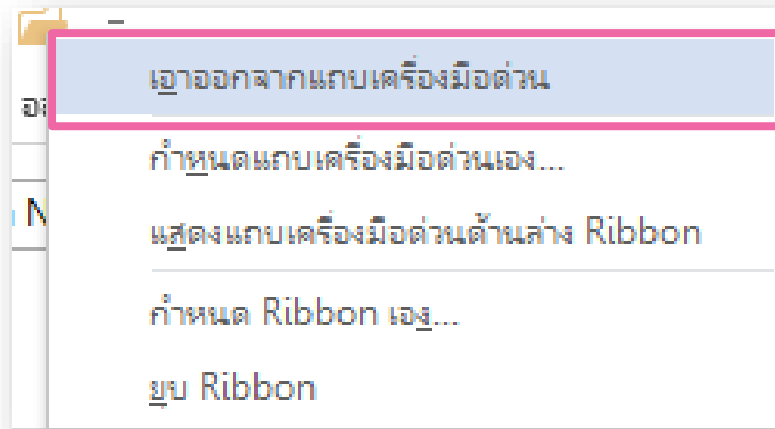 เอาออกจากแถบเครื่องมือด่วน
กำหนดแถบเครื่องมือด่วนเอง...
แสดงแถบเครื่องมือด่วนด้านล่าง Ribbon
กำหนด Ribbon เอง...
ยุบ Ribbon